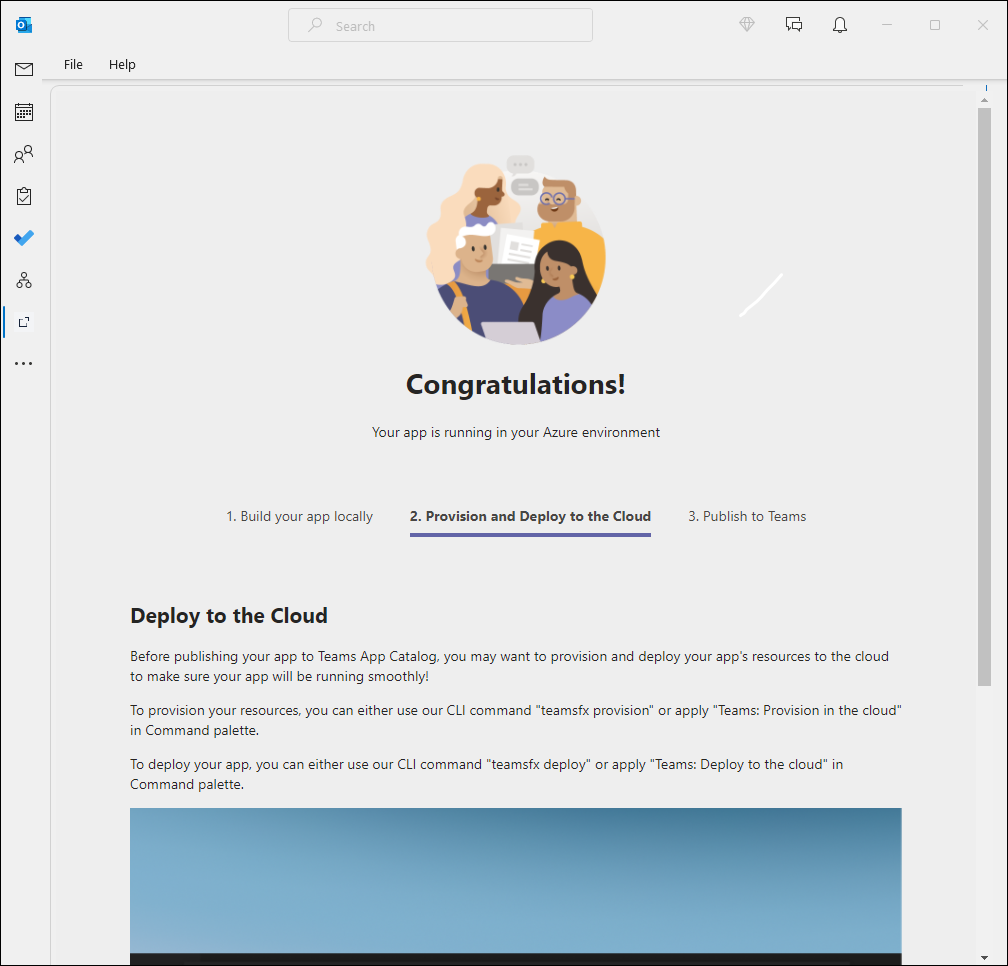 Search
File Help
Congratulations!
Your app is running in your Azure environment
1. Build your app locally 2. Provision and Deploy to the Cloud 3. Publish to Teams
Deploy to the Cloud
Before publishing your app to Teams App Catalog, you may want to provision and deploy your app's resources to the cloud
to make sure your app will be running smoothly!
To provision your resources, you can either use our CLI command "teamsfx provision" or apply "Teams: Provision in the cloud"
in Command palette.
To deploy your app, you can either use our CLI command "teamsfx deploy" or apply "Teams: Deploy to the cloud" in
Command palette.